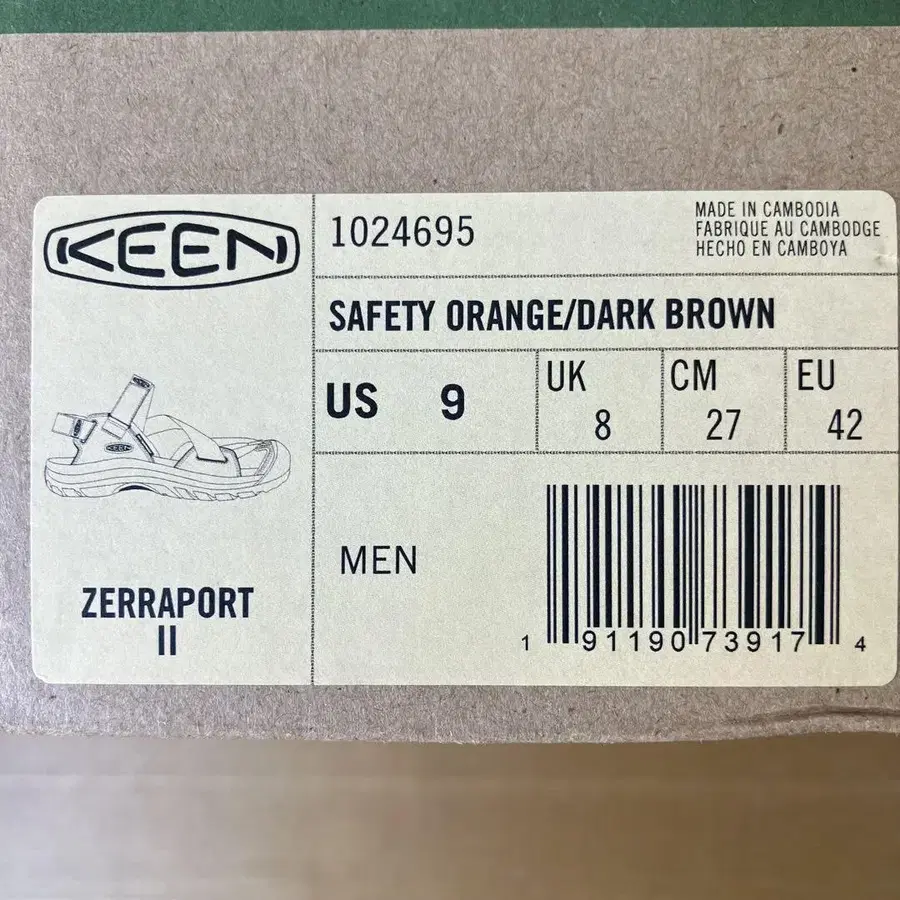 KEEN
1024695
MADE IN CAMBODIA
FABRIQUE AU CAMBODGE
HECHO EN CAMBOYA
SAFETY ORANGE/DARK BROWN
US 9
UK 8
CM 27
EU 42
KEEN
ZERRAPORT
II
MEN
1 91190 73917 4